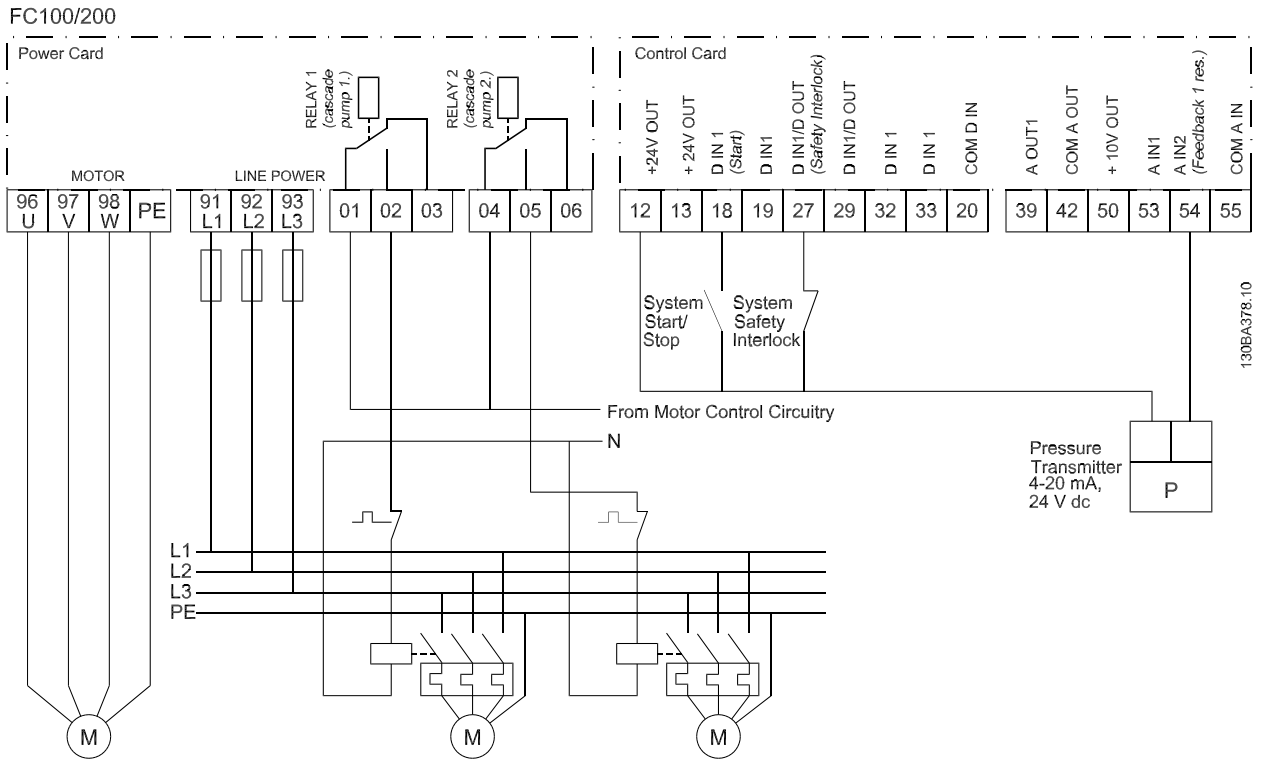 FC100/200
Power Card
Control Card
RELAY 1
(cascade
pump 1.)
RELAY 2
(cascade
pump 2.)
+24V OUT
+ 24V OUT
D IN 1
(Start)
D IN1
D IN1/D OUT
(Safety Interlock)
D IN1/D OUT
D IN 1
D IN 1
COM D IN
A OUT1
COM A OUT
+ 10V OUT
A IN1
A IN2
(Feedback 1 res.)
COM A IN
MOTOR
LINE POWER
96 97 98 PE
U V W
91 92 93
L1 L2 L3
01 02 03
04 05 06
12 13 18 19 27 29 32 33 20
39 42 50 53 54 55
System
Start/
Stop
System
Safety
Interlock
130BA378.10
From Motor Control Circuitry
N
Pressure
Transmitter
4-20 mA,
24 V dc
P
L1
L2
L3
PE
M
M
M